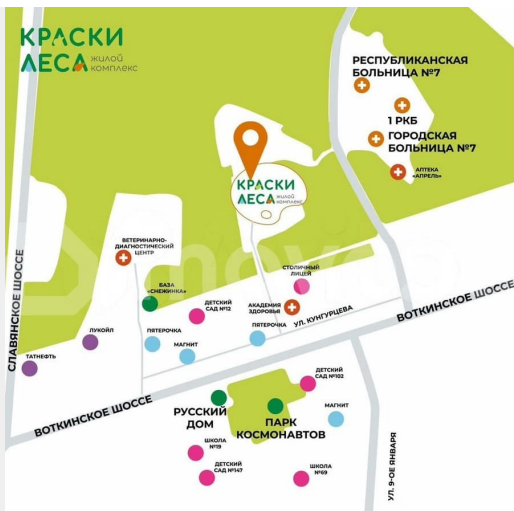 КРАСКИ
ЛЕСА жилой комплекс
РЕСПУБЛИКАНСКАЯ
БОЛЬНИЦА №7
1 РКБ
ГОРОДСКАЯ
БОЛЬНИЦА №7
АПТЕКА
«АПРЕЛЬ»
КРАСКИ
ЛЕСА жилой комплекс
ВЕТЕРИНАРНО-
ДИАГНОСТИЧЕСКИЙ
ЦЕНТР
СТОЛИЧНЫЙ
ЛИЦЕЙ
БАЗА
«СНЕЖИНКА»
ДЕТСКИЙ
САД №12
АКАДЕМИЯ
ЗДОРОВЬЯ
УЛ. КУНГУРЦЕВА
ВОТКИНСКОЕ ШОССЕ
СЛАВЯНСКОЕ ШОССЕ
ЛУКОЙЛ
ПЯТЕРОЧКА
ПЯТЕРОЧКА
МАГНИТ
ТАТНЕФТЬ
ДЕТСКИЙ
САД №102
ВОТКИНСКОЕ ШОССЕ
РУССКИЙ
ДОМ
ПАРК
КОСМОНАВТОВ
МАГНИТ
ШКОЛА
№19
ДЕТСКИЙ
САД №147
ШКОЛА
№69
УЛ. 9-ОЕ ЯНВАРЯ